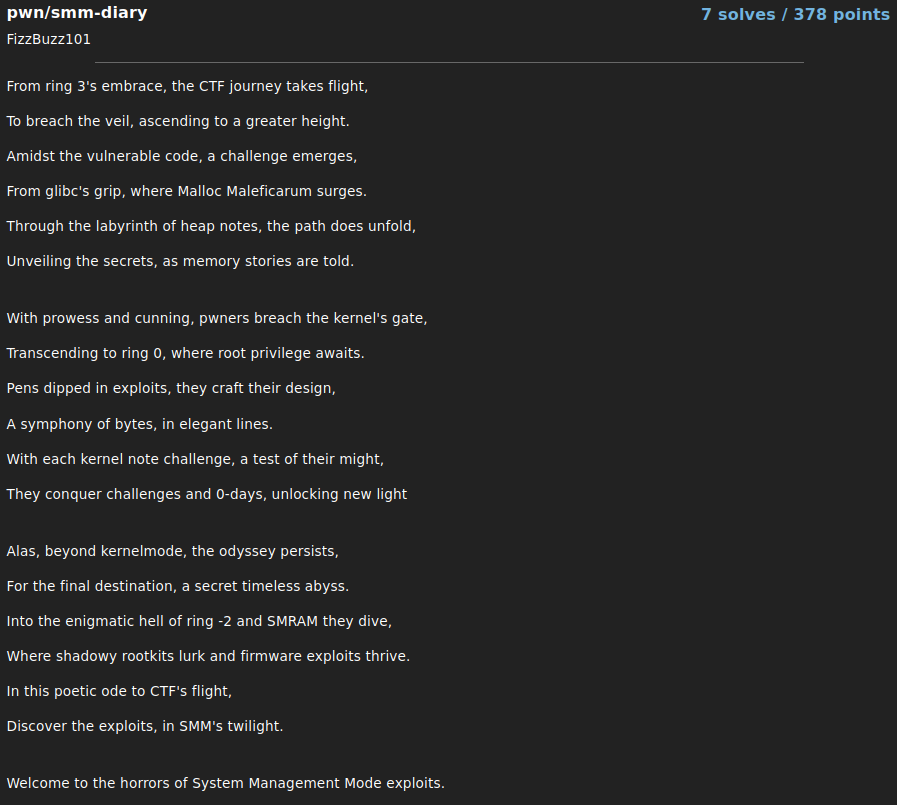 pwn/smm-diary
7 solves / 378 points
FizzBuzz101
From ring 3's embrace, the CTF journey takes flight,
To breach the veil, ascending to a greater height.
Amidst the vulnerable code, a challenge emerges,
From glibc's grip, where Malloc Maleficarum surges.
Through the labyrinth of heap notes, the path does unfold,
Unveiling the secrets, as memory stories are told.
With prowess and cunning, pwners breach the kernel's gate,
Transcending to ring 0, where root privilege awaits.
Pens dipped in exploits, they craft their design,
A symphony of bytes, in elegant lines.
With each kernel note challenge, a test of their might,
They conquer challenges and 0-days, unlocking new light
Alas, beyond kernelmode, the odyssey persists,
For the final destination, a secret timeless abyss.
Into the enigmatic hell of ring -2 and SMRAM they dive,
Where shadowy rootkits lurk and firmware exploits thrive.
In this poetic ode to CTF's flight,
Discover the exploits, in SMM's twilight.
Welcome to the horrors of System Management Mode exploits.